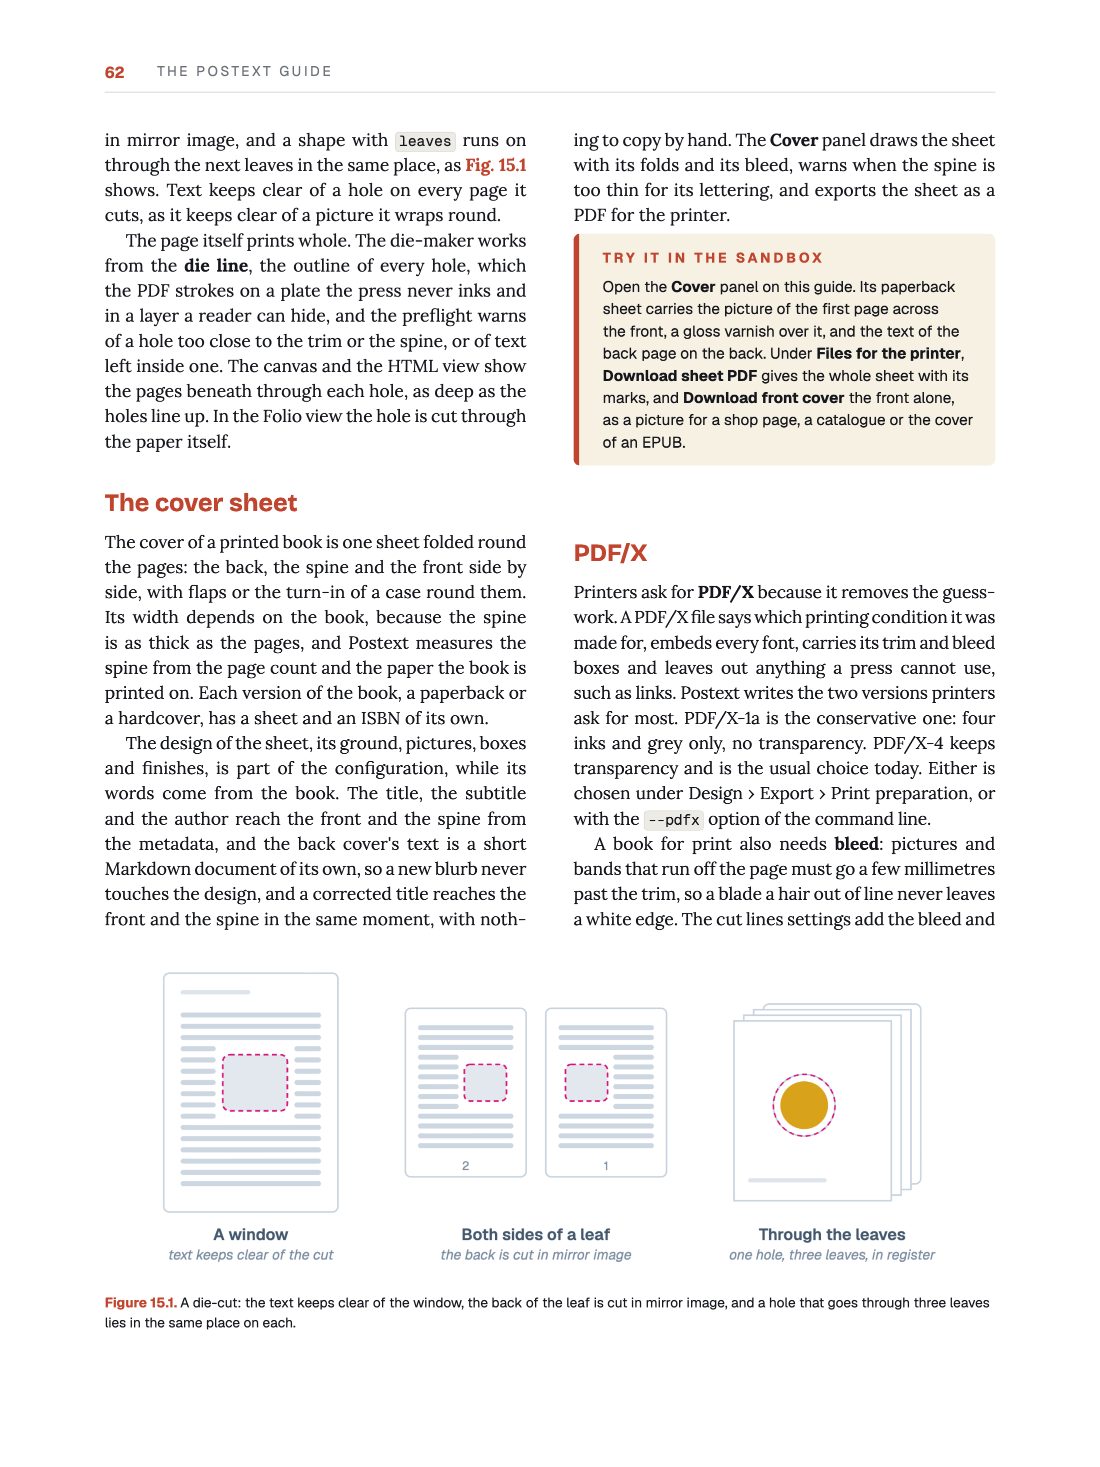 62 THE POSTEXT GUIDE
in mirror image, and a shape with leaves runs on
through the next leaves in the same place, as Fig. 15.1
shows. Text keeps clear of a hole on every page it
cuts, as it keeps clear of a picture it wraps round.
The page itself prints whole. The die-maker works
from the die line, the outline of every hole, which
the PDF strokes on a plate the press never inks and
in a layer a reader can hide, and the preflight warns
of a hole too close to the trim or the spine, or of text
left inside one. The canvas and the HTML view show
the pages beneath through each hole, as deep as the
holes line up. In the Folio view the hole is cut through
the paper itself.
The cover sheet
The cover of a printed book is one sheet folded round
the pages: the back, the spine and the front side by
side, with flaps or the turn-in of a case round them.
Its width depends on the book, because the spine
is as thick as the pages, and Postext measures the
spine from the page count and the paper the book is
printed on. Each version of the book, a paperback or
a hardcover, has a sheet and an ISBN of its own.
The design of the sheet, its ground, pictures, boxes
and finishes, is part of the configuration, while its
words come from the book. The title, the subtitle
and the author reach the front and the spine from
the metadata, and the back cover's text is a short
Markdown document of its own, so a new blurb never
touches the design, and a corrected title reaches the
front and the spine in the same moment, with noth-
ing to copy by hand. The Cover panel draws the sheet
with its folds and its bleed, warns when the spine is
too thin for its lettering, and exports the sheet as a
PDF for the printer.
TRY IT IN THE SANDBOX
Open the Cover panel on this guide. Its paperback
sheet carries the picture of the first page across
the front, a gloss varnish over it, and the text of the
back page on the back. Under Files for the printer,
Download sheet PDF gives the whole sheet with its
marks, and Download front cover the front alone,
as a picture for a shop page, a catalogue or the cover
of an EPUB.
PDF/X
Printers ask for PDF/X because it removes the guess-
work. A PDF/X file says which printing condition it was
made for, embeds every font, carries its trim and bleed
boxes and leaves out anything a press cannot use,
such as links. Postext writes the two versions printers
ask for most. PDF/X-1a is the conservative one: four
inks and grey only, no transparency. PDF/X-4 keeps
transparency and is the usual choice today. Either is
chosen under Design › Export › Print preparation, or
with the --pdfx option of the command line.
A book for print also needs bleed: pictures and
bands that run off the page must go a few millimetres
past the trim, so a blade a hair out of line never leaves
a white edge. The cut lines settings add the bleed and
2 1
A window
text keeps clear of the cut
Both sides of a leaf
the back is cut in mirror image
Through the leaves
one hole, three leaves, in register
Figure 15.1. A die-cut: the text keeps clear of the window, the back of the leaf is cut in mirror image, and a hole that goes through three leaves
lies in the same place on each.